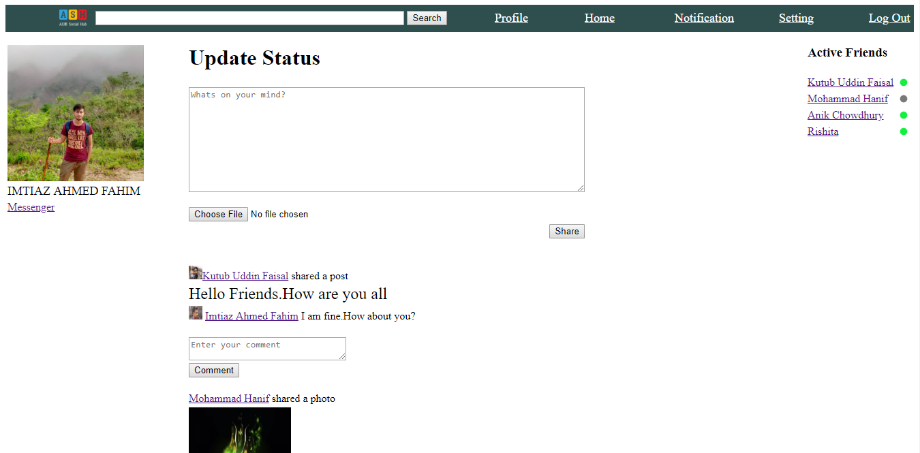 ASH
Search
Profile
Home
Notification
Setting
Log Out
IMTIAZ AHMED FAHIM
Messenger
Update Status
Whats on your mind?
Choose File No file chosen
Share
Kutub Uddin Faisal shared a post
Hello Friends.How are you all
Imtiaz Ahmed Fahim I am fine.How about you?
Enter your comment
Comment
Mohammad Hanif shared a photo
Active Friends
Kutub Uddin Faisal
Mohammad Hanif
Anik Chowdhury
Rishita